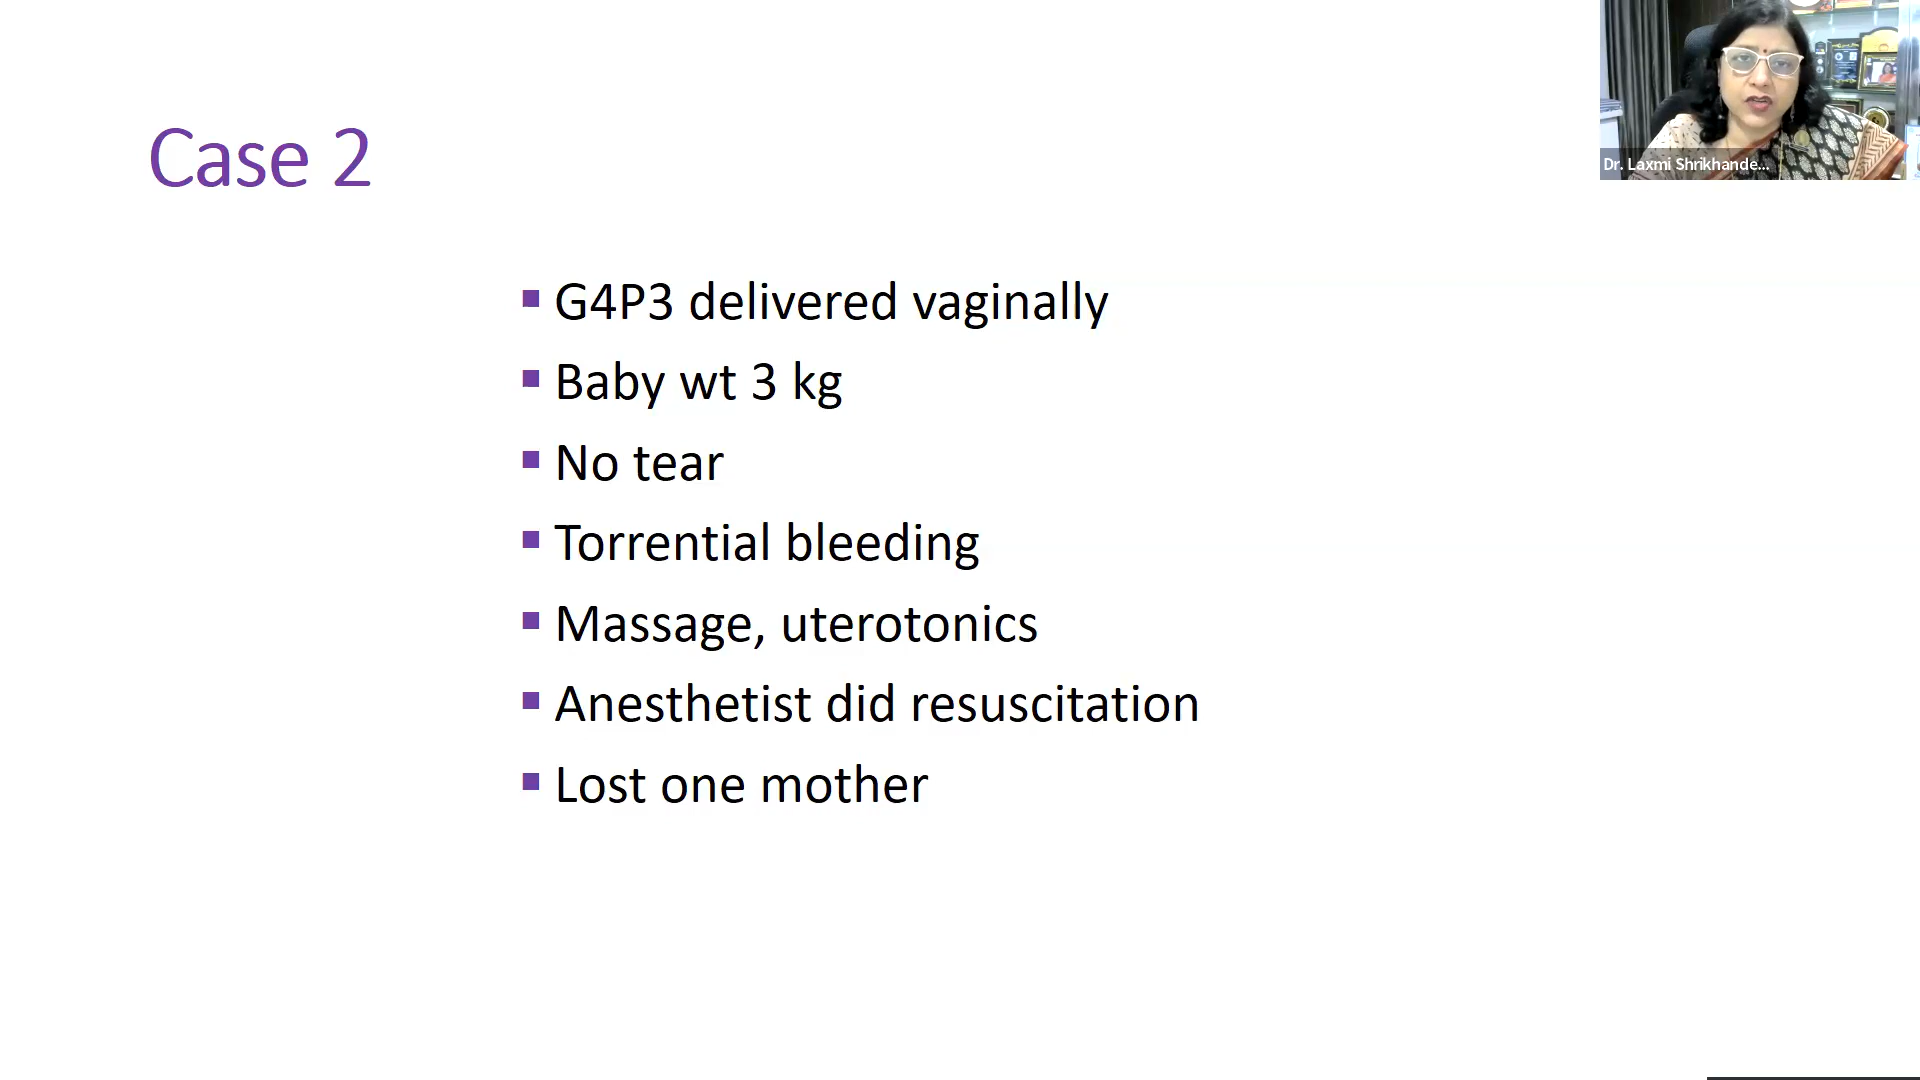 Case 2
Dr. Laxmi Shrikhande...
▪ G4P3 delivered vaginally
▪ Baby wt 3 kg
▪ No tear
▪ Torrential bleeding
▪ Massage, uterotonics
▪ Anesthetist did resuscitation
▪ Lost one mother